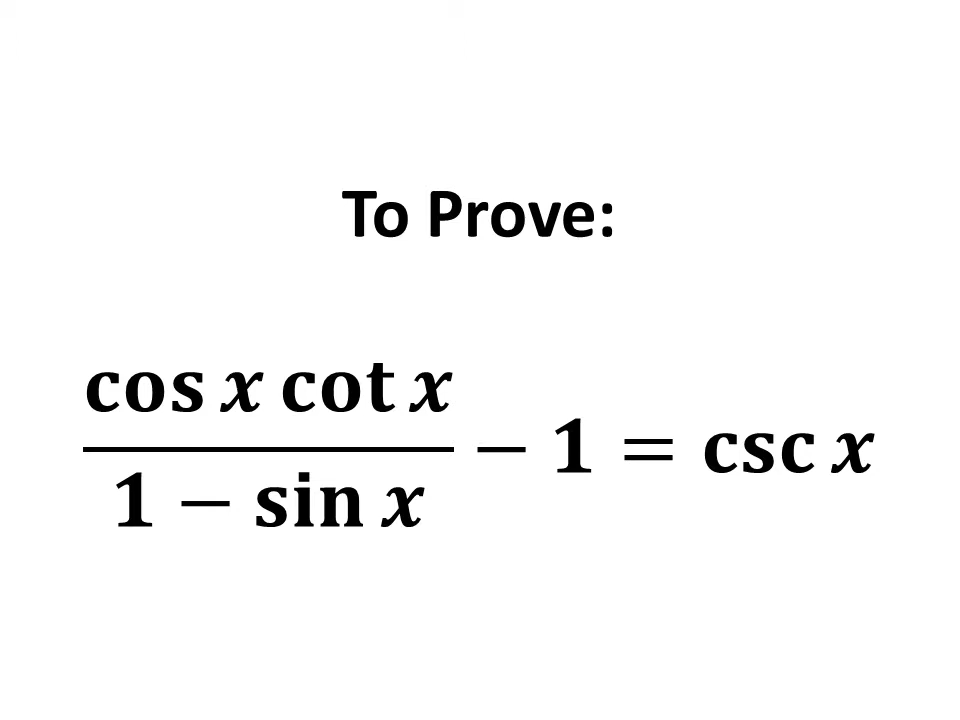 To Prove:
cos x cot x
1 − sin x
− 1 = csc x